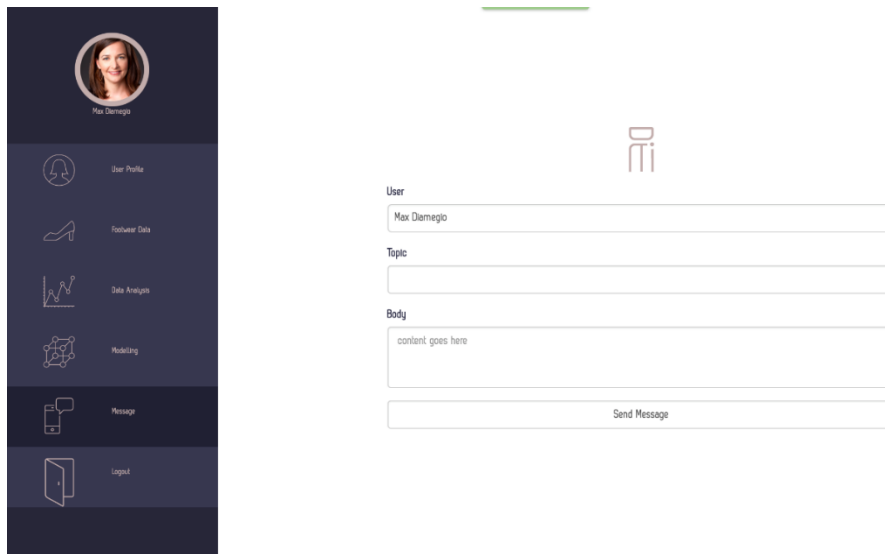 Max Diamegio
User Profile
Footwear Data
Data Analysis
Modelling
Message
Logout
User
Max Diamegio
Topic
Body
content goes here
Send Message